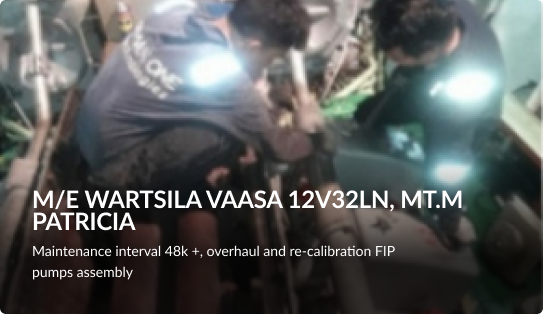 M/E WARTSILA VAASA 12V32LN, MT.M
PATRICIA
Maintenance interval 48k +, overhaul and re-calibration FIP
pumps assembly